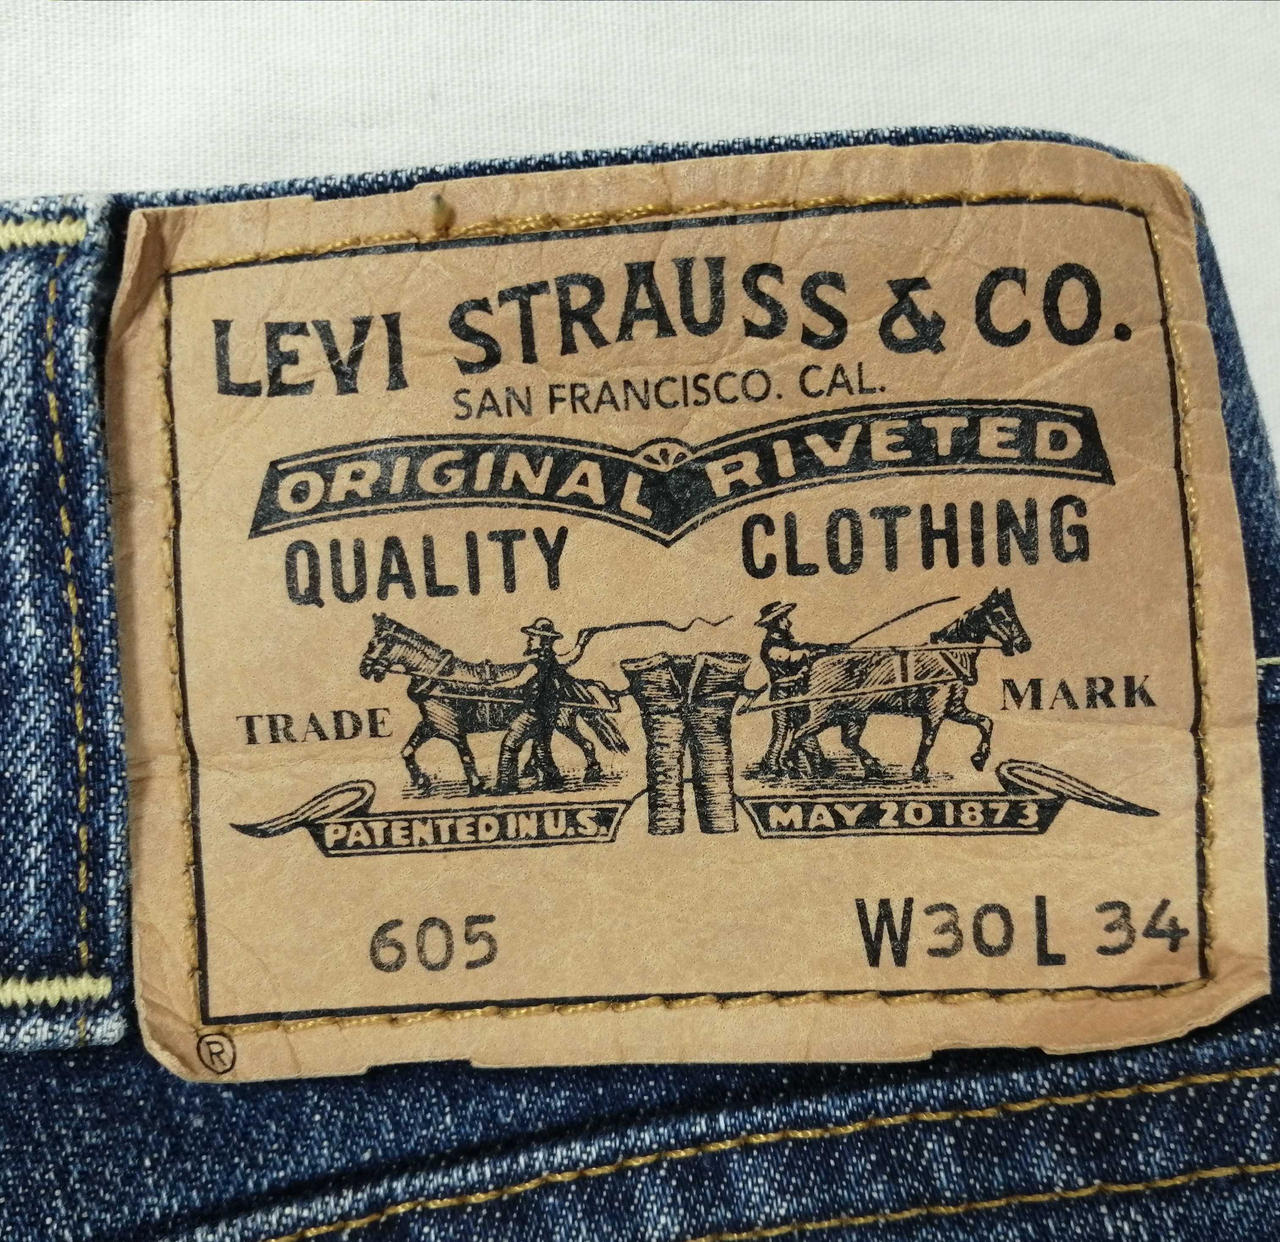 LEVI STRAUSS & CO.
SAN FRANCISCO. CAL.
ORIGINAL RIVETED
QUALITY CLOTHING
TRADE MARK
PATENTED IN U.S. MAY 20 1873
605 W30 L 34
®